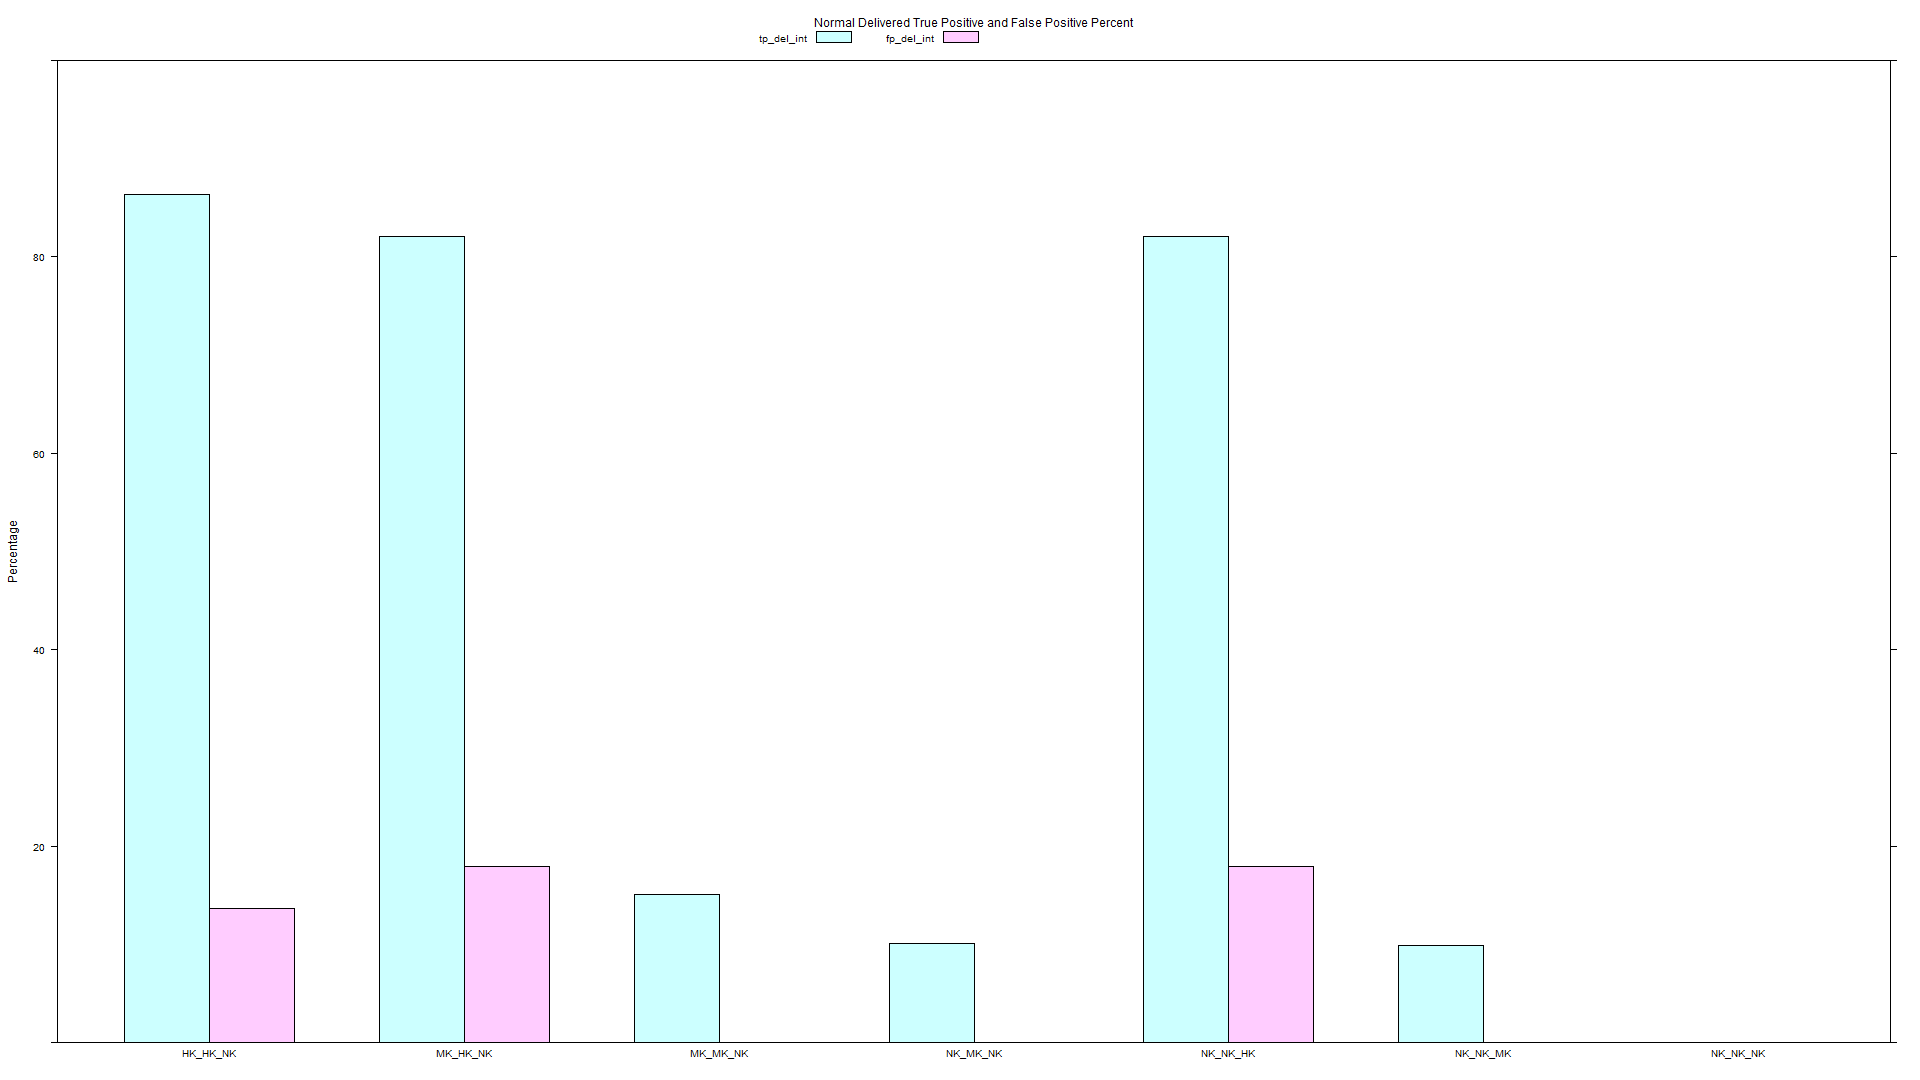 Normal Delivered True Positive and False Positive Percent
tp_del_int fp_del_int
80
60
Percentage
40
20
HK_HK_NK MK_HK_NK MK_MK_NK NK_MK_NK NK_NK_HK NK_NK_MK NK_NK_NK